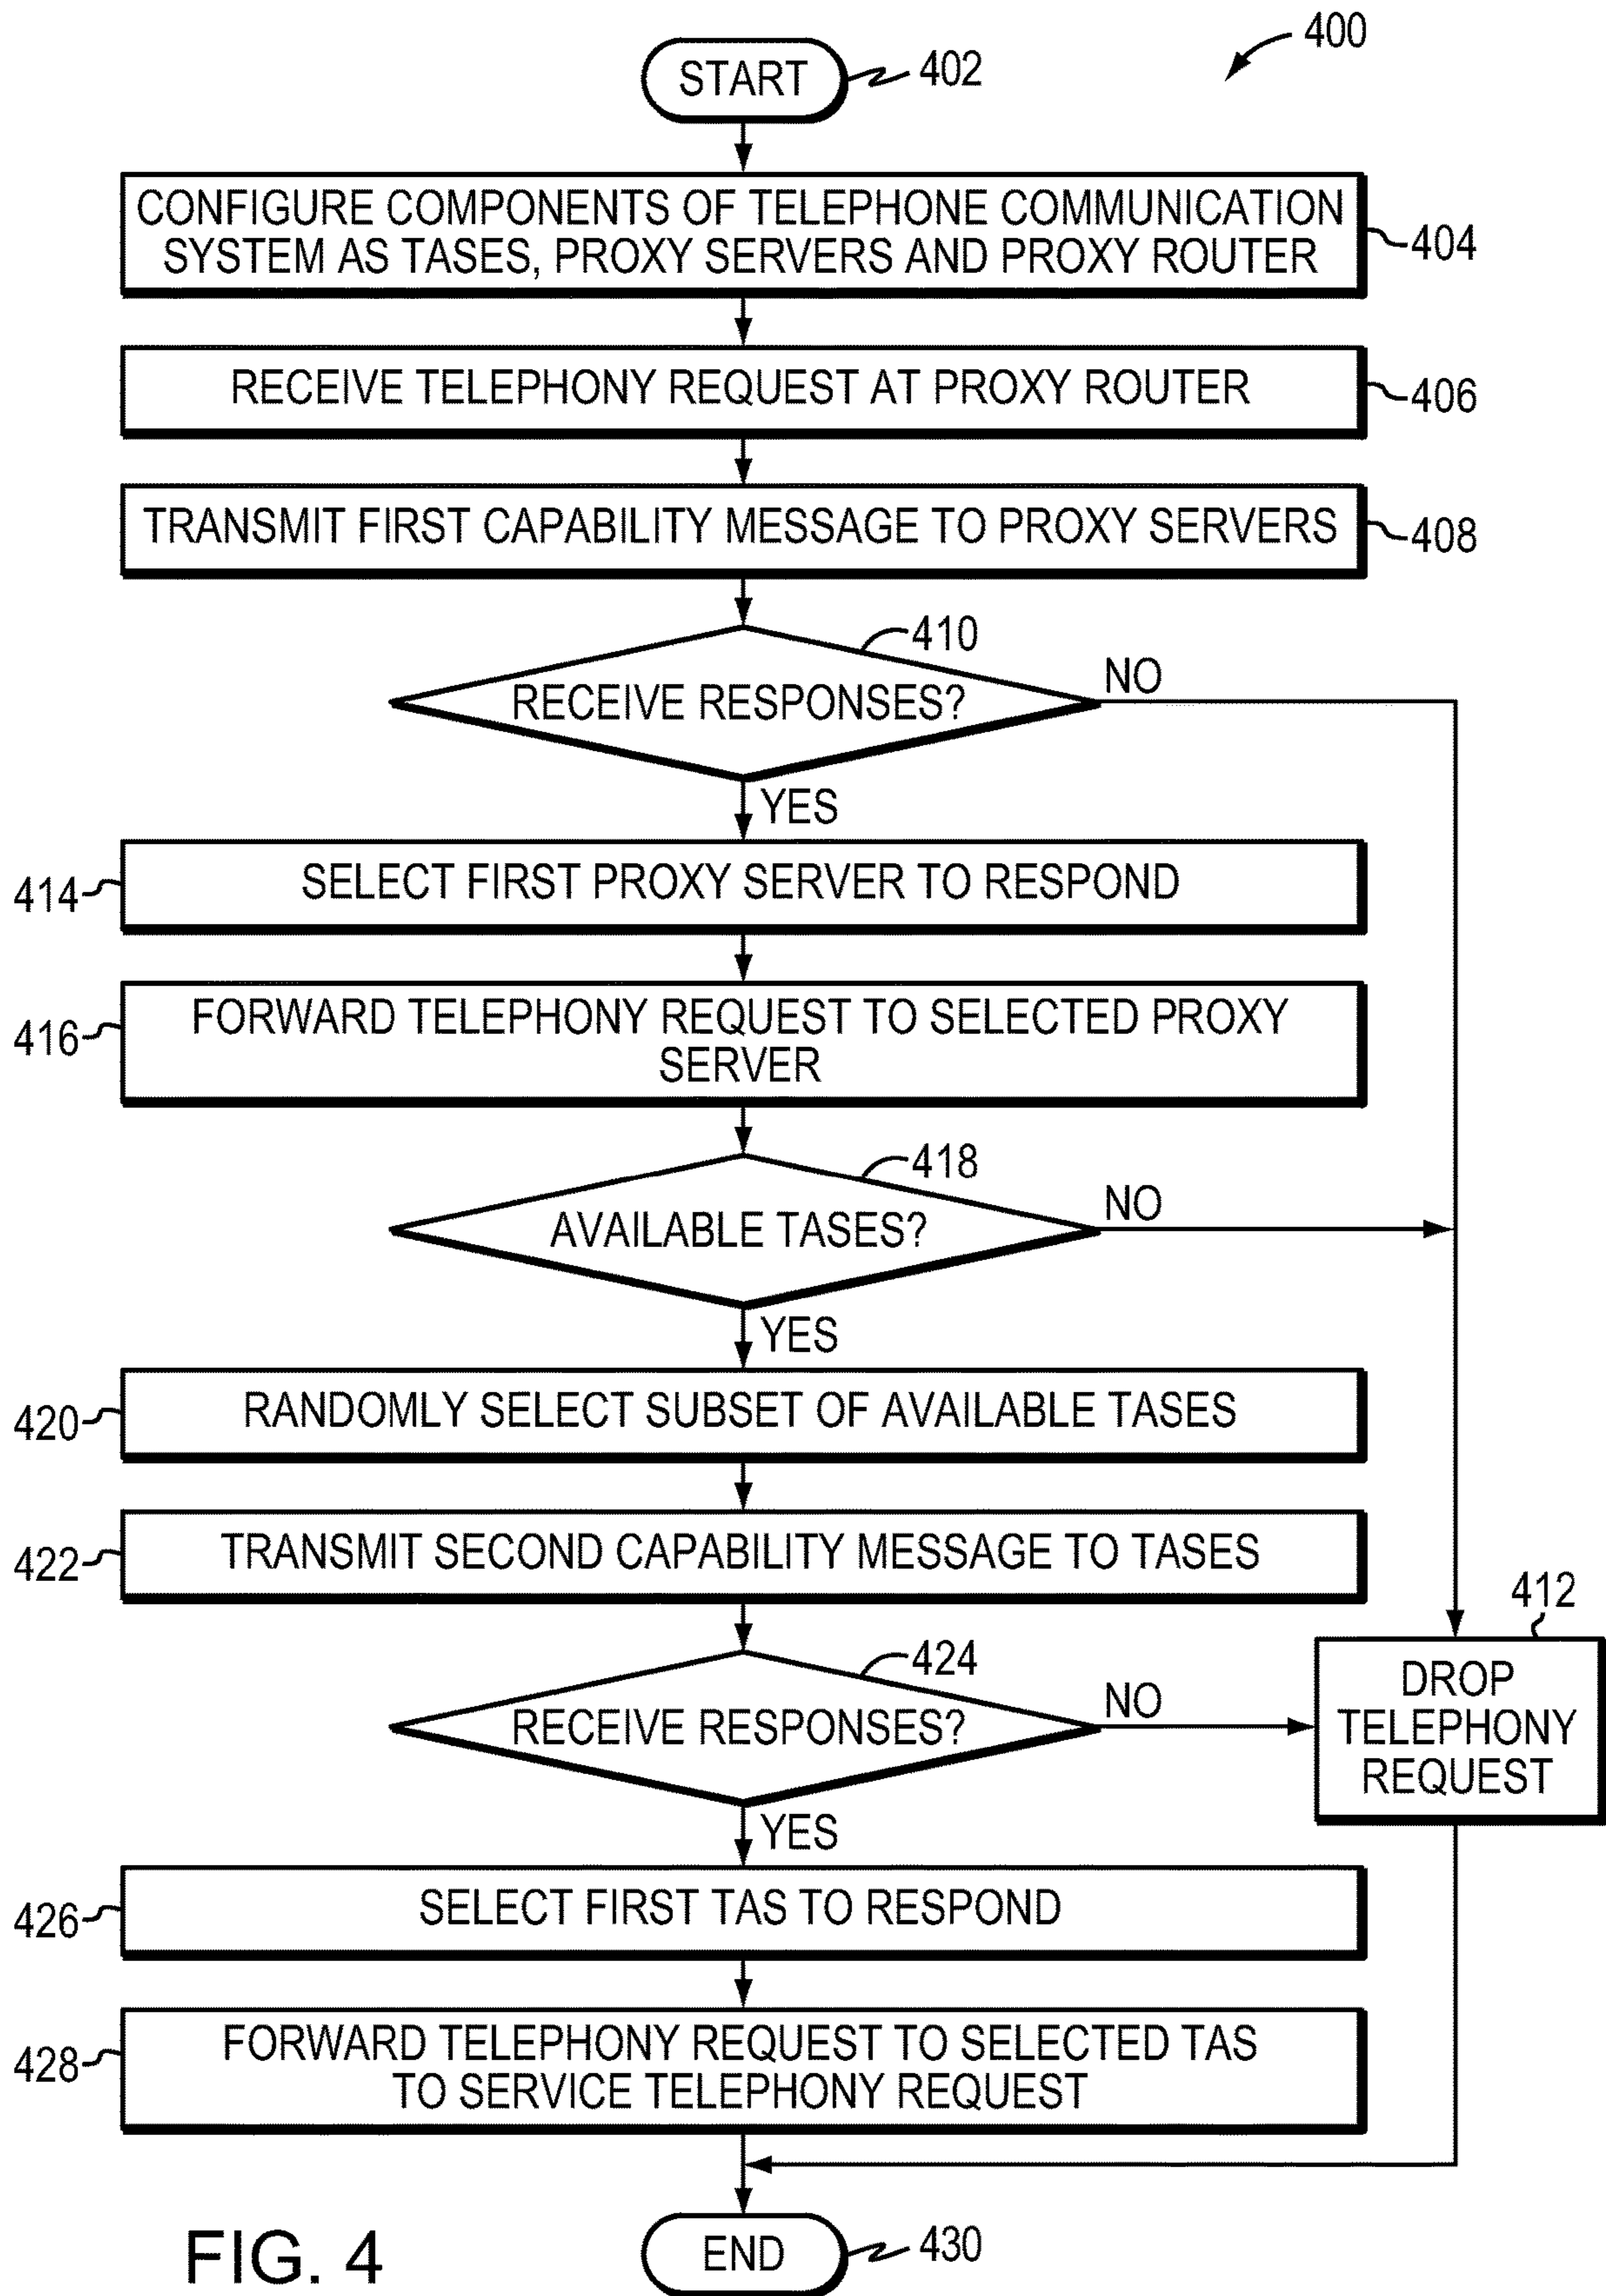 400
START
402
CONFIGURE COMPONENTS OF TELEPHONE COMMUNICATION
SYSTEM AS TASES, PROXY SERVERS AND PROXY ROUTER
404
RECEIVE TELEPHONY REQUEST AT PROXY ROUTER
406
TRANSMIT FIRST CAPABILITY MESSAGE TO PROXY SERVERS
408
410
RECEIVE RESPONSES?
NO
YES
SELECT FIRST PROXY SERVER TO RESPOND
414
FORWARD TELEPHONY REQUEST TO SELECTED PROXY
SERVER
416
418
AVAILABLE TASES?
NO
YES
RANDOMLY SELECT SUBSET OF AVAILABLE TASES
420
TRANSMIT SECOND CAPABILITY MESSAGE TO TASES
422
412
DROP
TELEPHONY
REQUEST
424
RECEIVE RESPONSES?
NO
YES
SELECT FIRST TAS TO RESPOND
426
FORWARD TELEPHONY REQUEST TO SELECTED TAS
TO SERVICE TELEPHONY REQUEST
428
END
430
FIG. 4